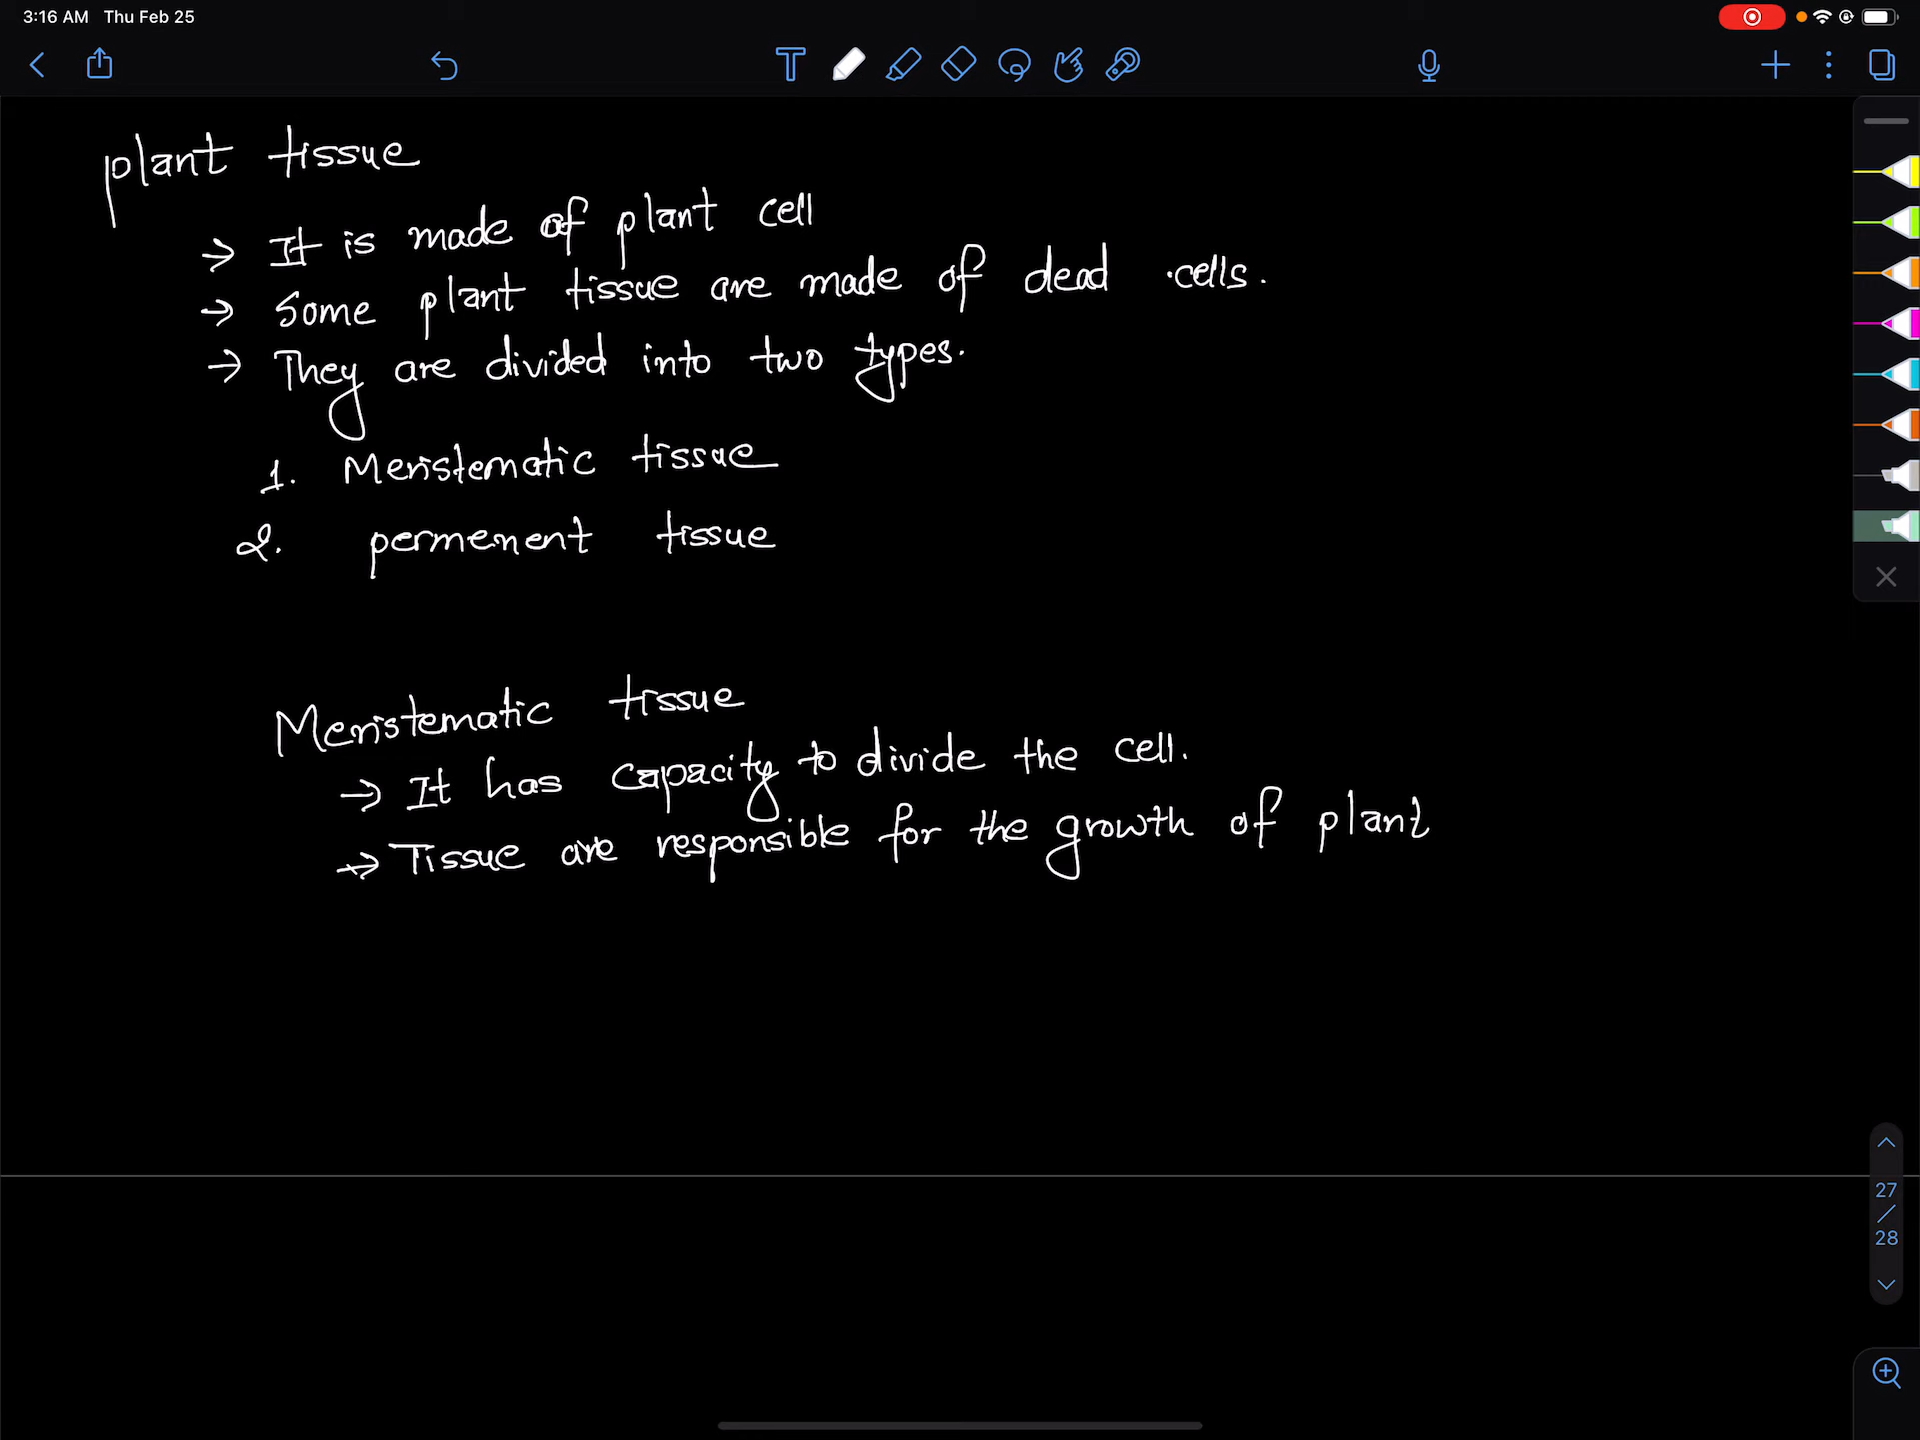 3:16 AM Thu Feb 25
plant tissue
→ It is made of plant cell
→ Some plant tissue are made of dead cells.
→ They are divided into two types.
1. Meristematic tissue
2. permenent tissue
Meristematic tissue
→ It has capacity to divide the cell.
→ Tissue are responsible for the growth of plant
27
/
28